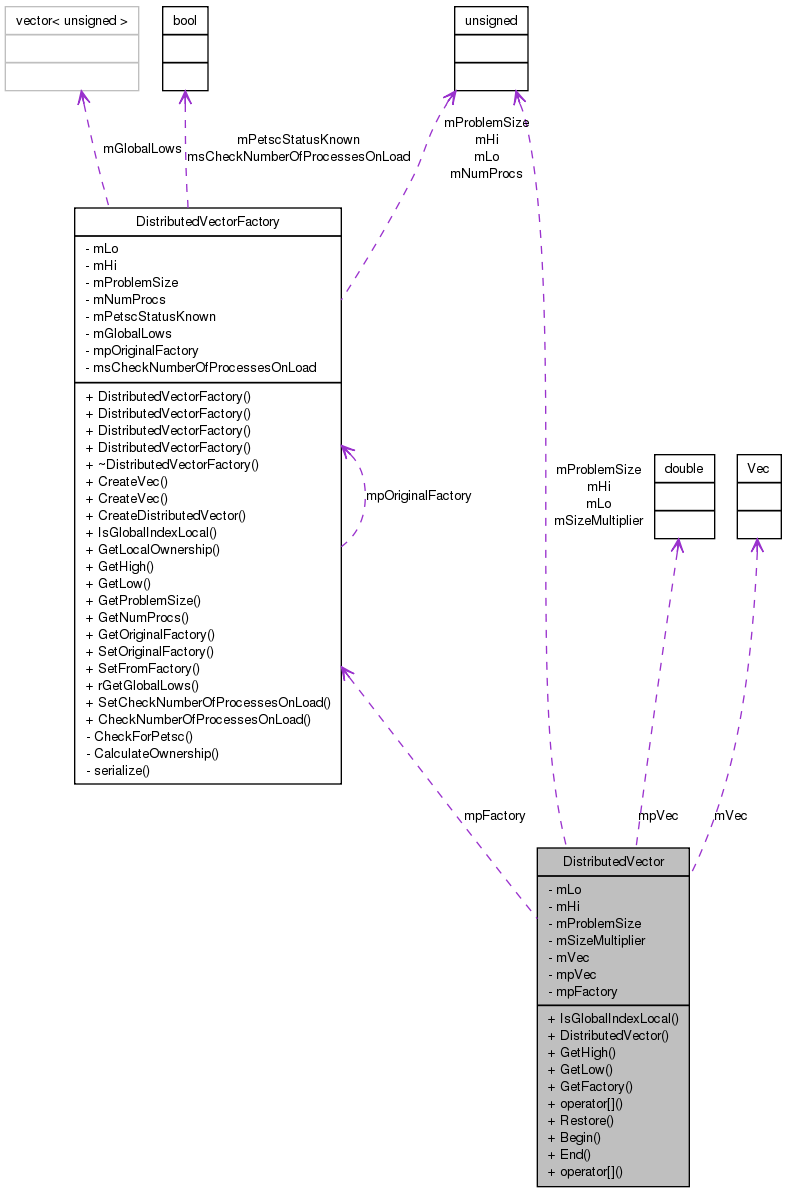 vector< unsigned >
bool
unsigned
mGlobalLows
mPetscStatusKnown
msCheckNumberOfProcessesOnLoad
mProblemSize
mHi
mLo
mNumProcs
DistributedVectorFactory
- mLo
- mHi
- mProblemSize
- mNumProcs
- mPetscStatusKnown
- mGlobalLows
- mpOriginalFactory
- msCheckNumberOfProcessesOnLoad
+ DistributedVectorFactory()
+ DistributedVectorFactory()
+ DistributedVectorFactory()
+ DistributedVectorFactory()
+ ~DistributedVectorFactory()
+ CreateVec()
+ CreateVec()
+ CreateDistributedVector()
+ IsGlobalIndexLocal()
+ GetLocalOwnership()
+ GetHigh()
+ GetLow()
+ GetProblemSize()
+ GetNumProcs()
+ GetOriginalFactory()
+ SetOriginalFactory()
+ SetFromFactory()
+ rGetGlobalLows()
+ SetCheckNumberOfProcessesOnLoad()
+ CheckNumberOfProcessesOnLoad()
- CheckForPetsc()
- CalculateOwnership()
- serialize()
mpOriginalFactory
mProblemSize
mHi
mLo
mSizeMultiplier
double
Vec
mpFactory
mpVec
mVec
DistributedVector
- mLo
- mHi
- mProblemSize
- mSizeMultiplier
- mVec
- mpVec
- mpFactory
+ IsGlobalIndexLocal()
+ DistributedVector()
+ GetHigh()
+ GetLow()
+ GetFactory()
+ operator[]()
+ Restore()
+ Begin()
+ End()
+ operator[]()